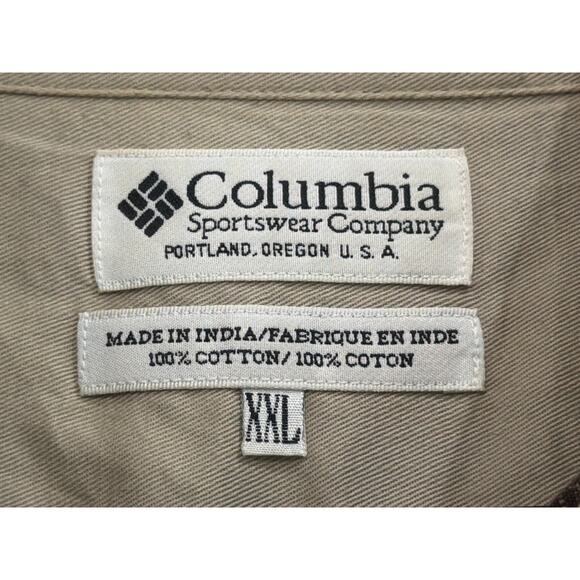 Columbia
Sportswear Company
PORTLAND, OREGON U. S. A.
MADE IN INDIA/FABRIQUE EN INDE
100% COTTON/ 100% COTON
XXL